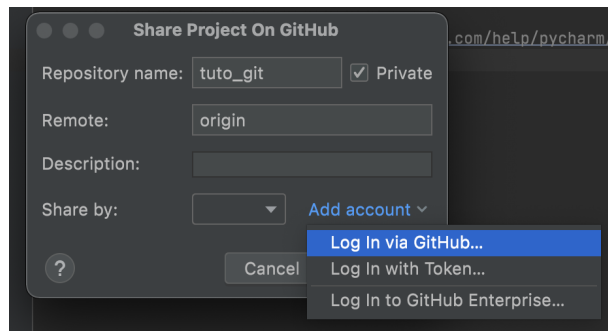 Share Project On GitHub
.com/help/pycharm/
Repository name: tuto_git Private
Remote: origin
Description:
Share by: Add account
Log In via GitHub...
? Cancel Log In with Token...
Log In to GitHub Enterprise...